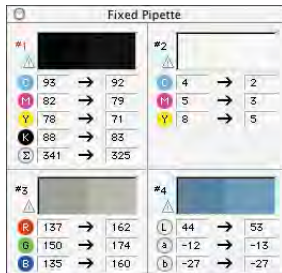 Fixed Pipette
#1
C 93 → 92
M 82 → 79
Y 78 → 71
K 88 → 83
Σ 341 → 325
#2
C 4 → 2
M 5 → 3
Y 8 → 5
#3
R 137 → 162
G 150 → 174
B 135 → 160
#4
L 44 → 53
a -12 → -13
b -27 → -27